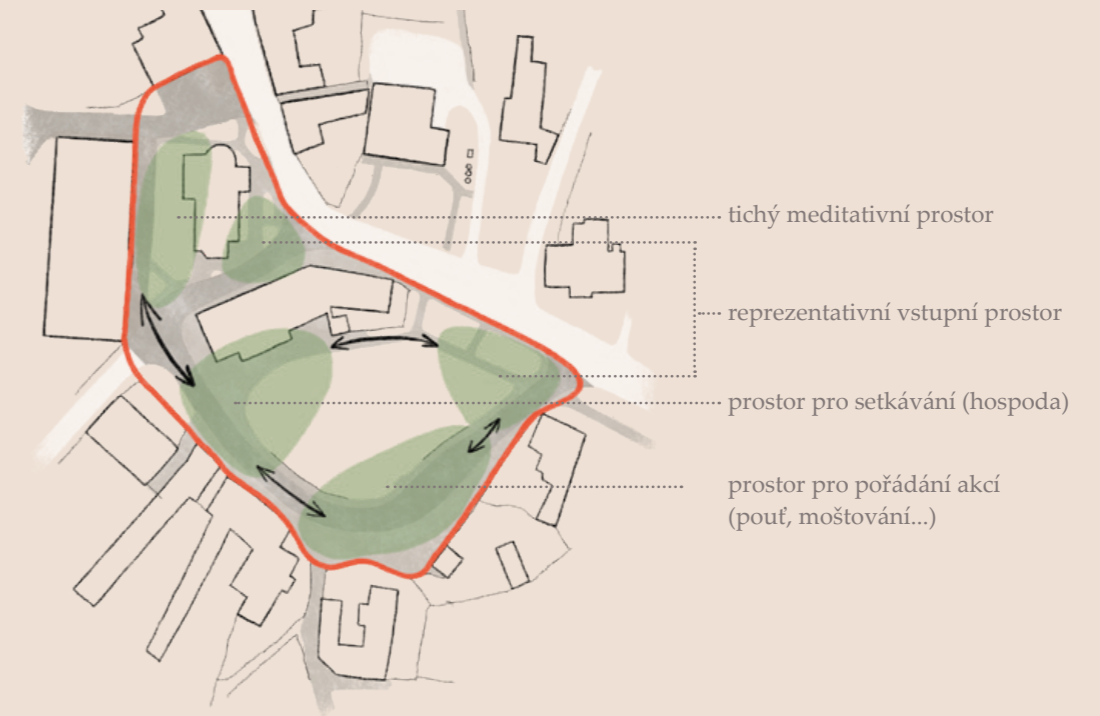 tichý meditativní prostor
reprezentativní vstupní prostor
prostor pro setkávání (hospoda)
prostor pro pořádání akcí
(pouť, moštování...)